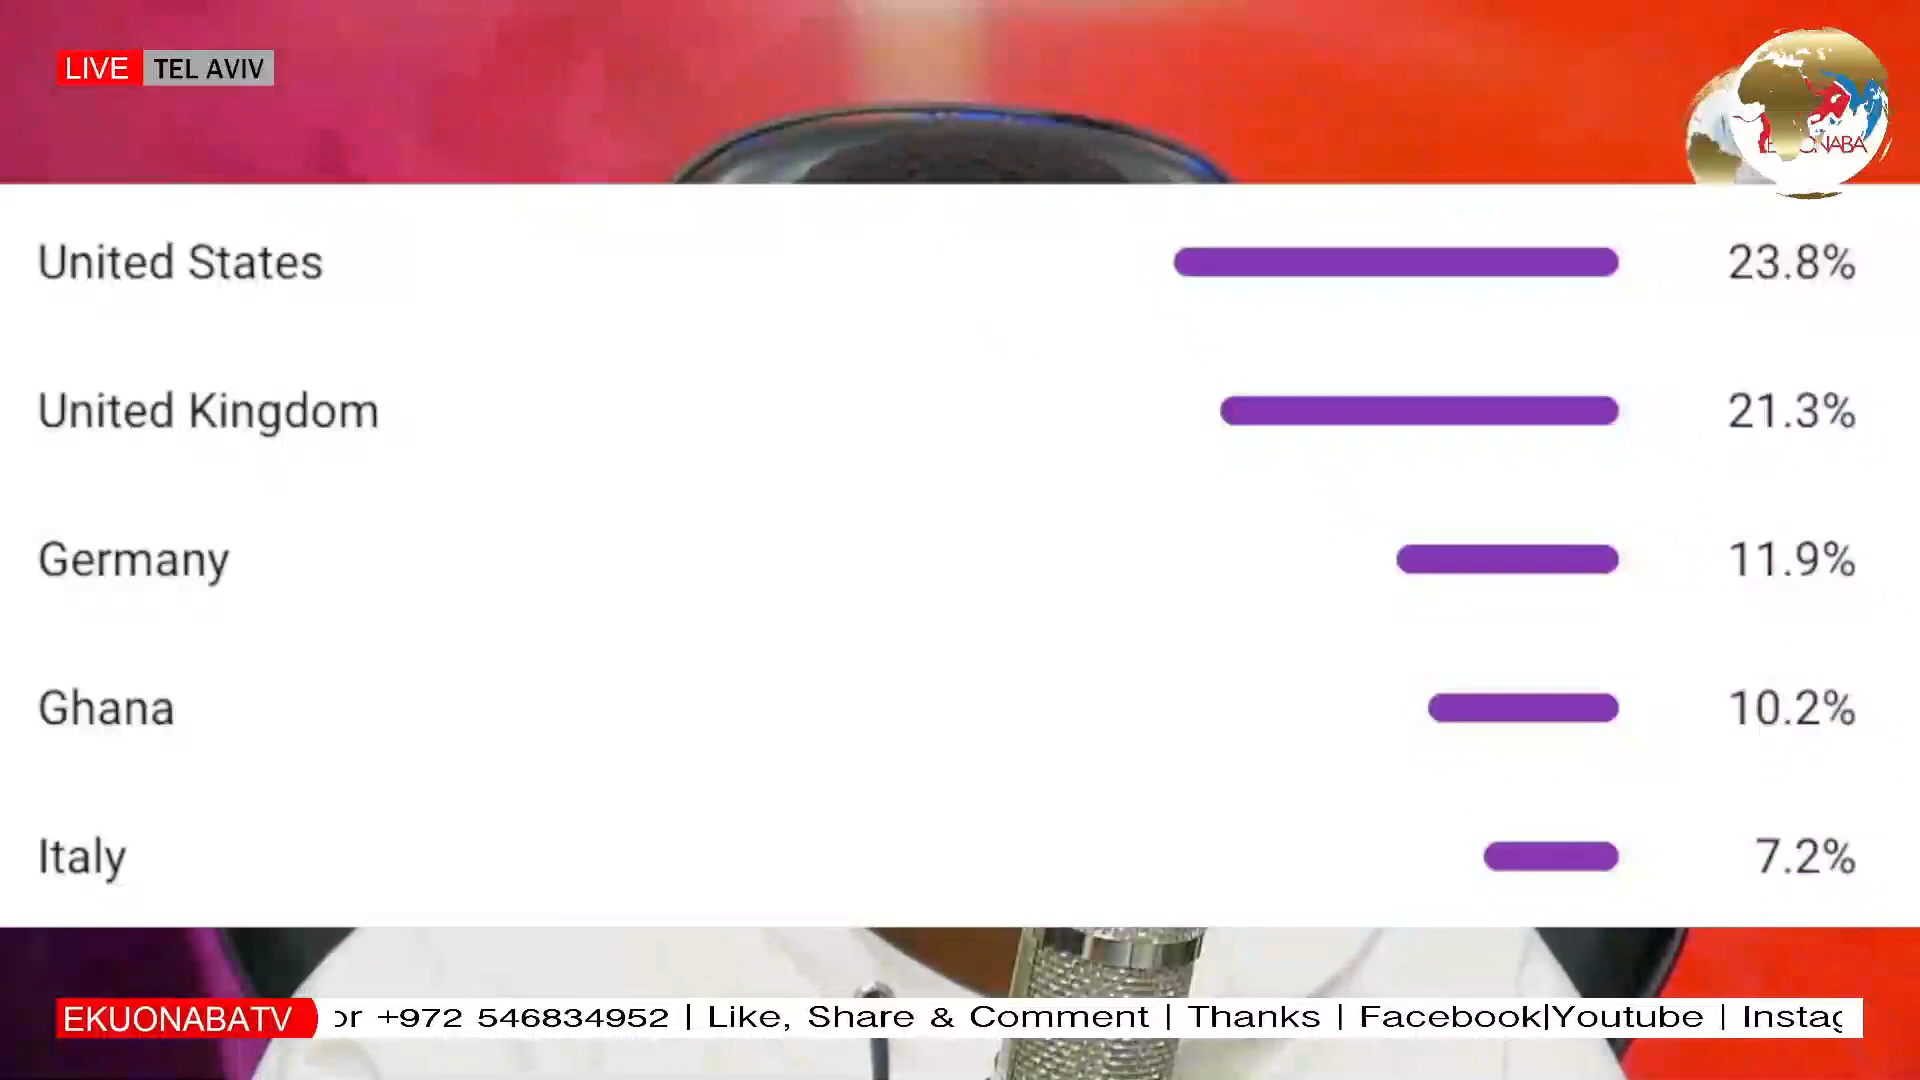 LIVE TEL AVIV
United States 23.8%
United Kingdom 21.3%
Germany 11.9%
Ghana 10.2%
Italy 7.2%
EKUONABATV +972 546834952 | Like, Share & Comment | Thanks | Facebook|Youtube |